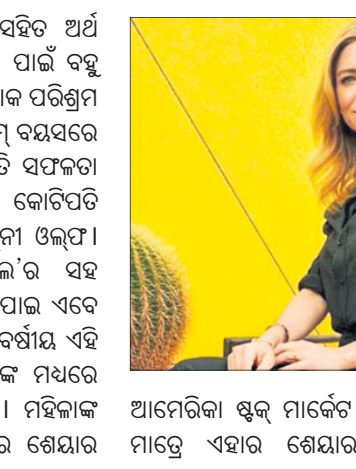 ସହିତ ଅର୍ଥ
ପାଇଁ ବହୁ
ପରିଶ୍ରମ
ବୟସରେ
ସଫଳତା
କୋଟିପତି
ଓଲ୍‌ଫ।
ସହ
ପାଇ ଏବେ
ବର୍ଷୀୟ ଏହି
ମଧ୍ୟରେ
। ମହିଳାଙ୍କ
ଶେୟାର
ଆମେରିକା ଷ୍ଟକ୍ ମାର୍କେଟ
ମାତ୍ରେ ଏହାର ଶେୟାର